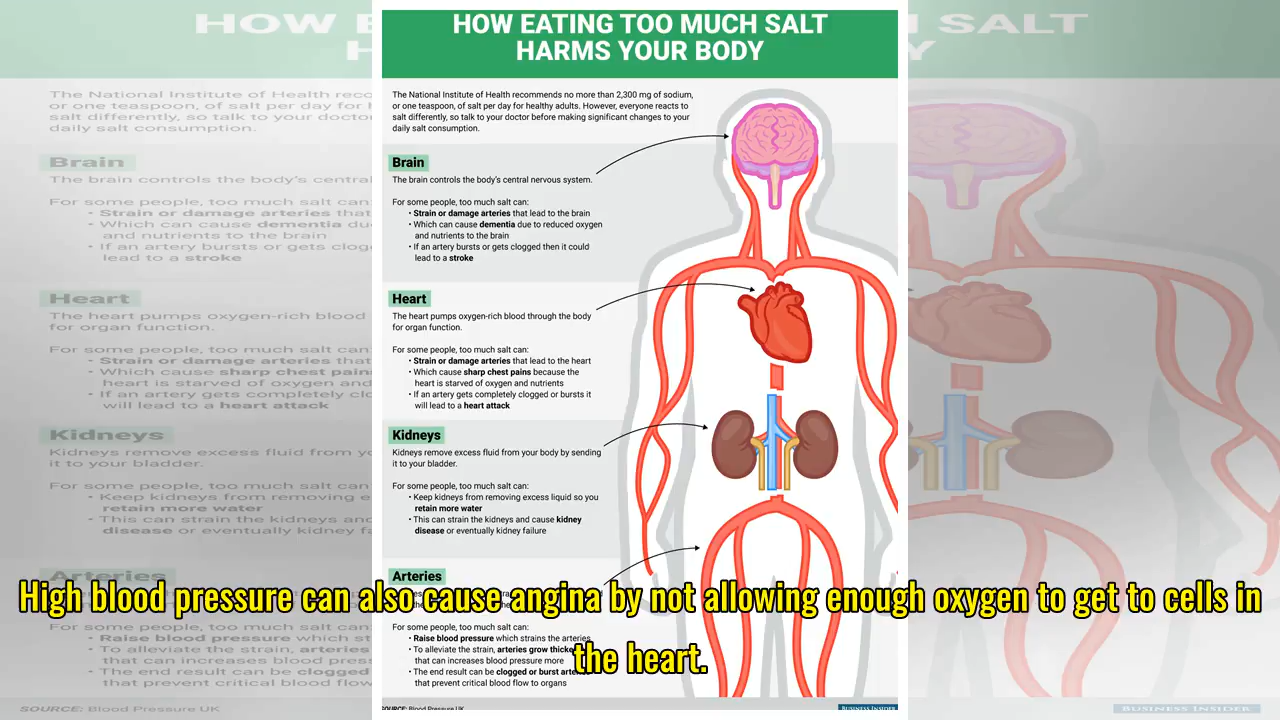 HOW EATING TOO MUCH SALT
HARMS YOUR BODY
The National Institute of Health recommends no more than 2,300 mg of sodium,
or one teaspoon, of salt per day for healthy adults. However, everyone reacts to
salt differently, so talk to your doctor before making significant changes to your
daily salt consumption.
Brain
The brain controls the body's central nervous system.
For some people, too much salt can:
• Strain or damage arteries that lead to the brain
• Which can cause dementia due to reduced oxygen
and nutrients to the brain
• If an artery bursts or gets clogged then it could
lead to a stroke
Heart
The heart pumps oxygen-rich blood through the body
for organ function.
For some people, too much salt can:
• Strain or damage arteries that lead to the heart
• Which cause sharp chest pains because the
heart is starved of oxygen and nutrients
• If an artery gets completely clogged or bursts it
will lead to a heart attack
Kidneys
Kidneys remove excess fluid from your body by sending
it to your bladder.
For some people, too much salt can:
• Keep kidneys from removing excess liquid so you
retain more water
• This can strain the kidneys and cause kidney
disease or eventually kidney failure
Arteries
High blood pressure can also cause angina by not allowing enough oxygen to get to cells in
the heart.
For some people, too much salt can:
• Raise blood pressure which strains the arteries
• To alleviate the strain, arteries grow
that can increases blood pressure more
• The end result can be clogged or burst
that prevent critical blood flow to organs
SOURCE: Blood Pressure UK
BUSINESS INSIDER